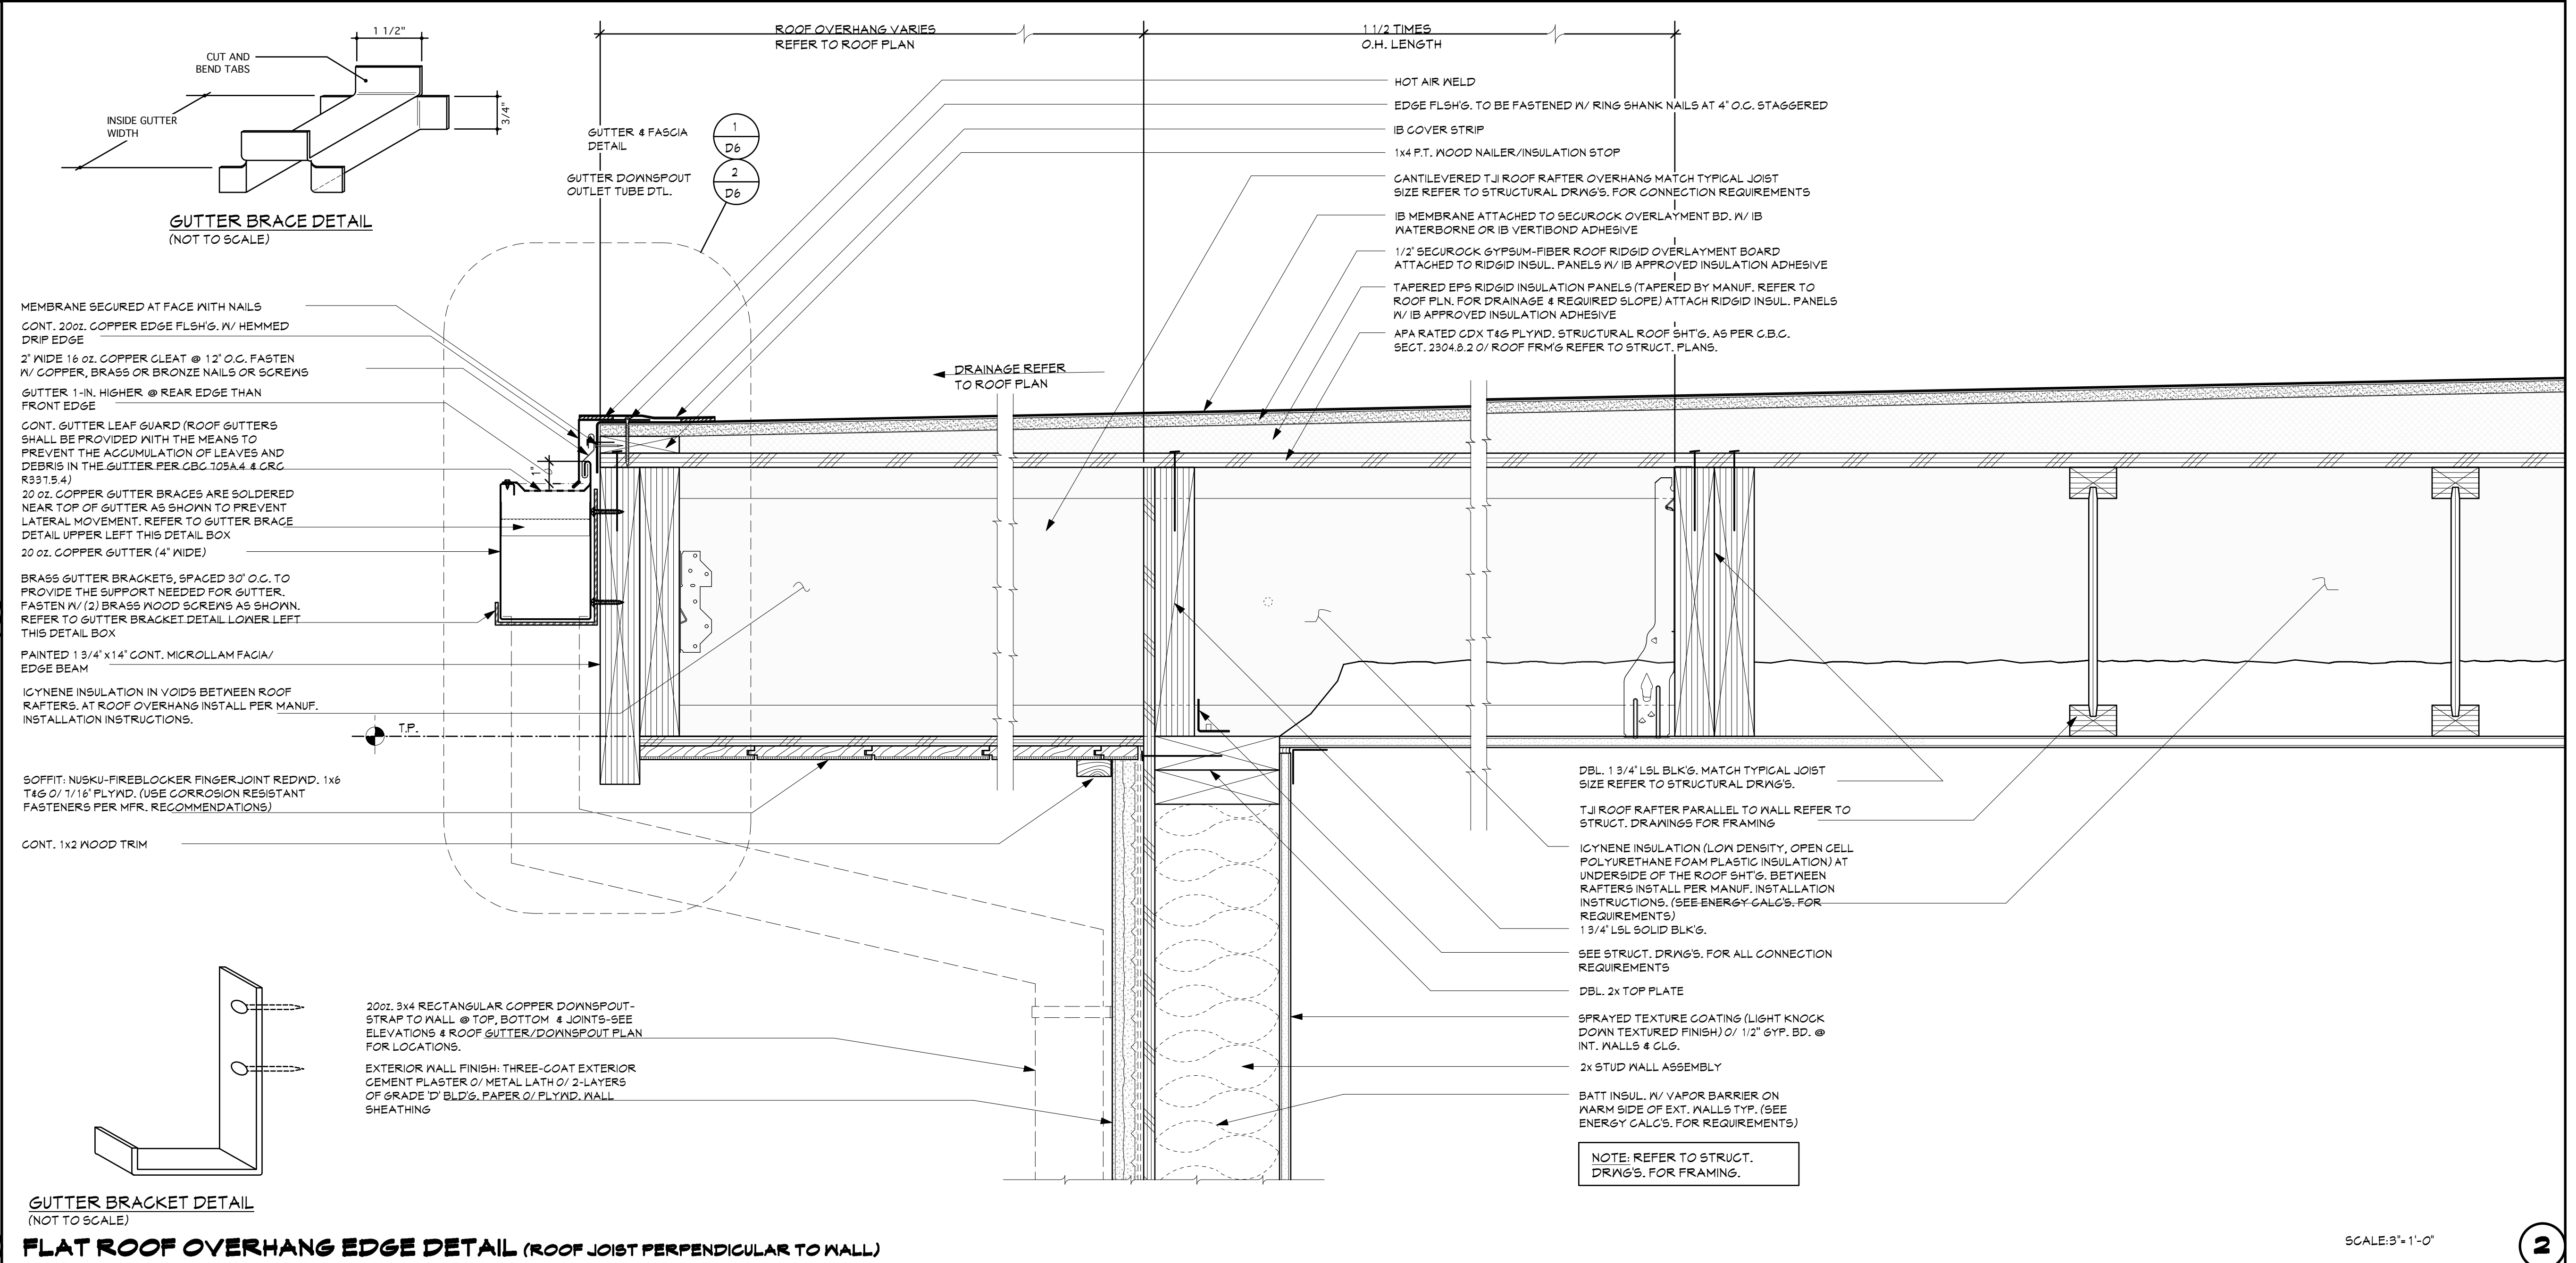 1 1/2"
CUT AND
BEND TABS
INSIDE GUTTER
WIDTH
3/4"
GUTTER BRACE DETAIL
(NOT TO SCALE)
ROOF OVERHANG VARIES
REFER TO ROOF PLAN
1 1/2 TIMES
O.H. LENGTH
GUTTER & FASCIA
DETAIL
1
D6
GUTTER DOWNSPOUT
OUTLET TUBE DTL.
2
D6
HOT AIR WELD
EDGE FLSH'G. TO BE FASTENED W/ RING SHANK NAILS AT 4" O.C. STAGGERED
IB COVER STRIP
1x4 P.T. WOOD NAILER/INSULATION STOP
CANTILEVERED TJI ROOF RAFTER OVERHANG MATCH TYPICAL JOIST
SIZE REFER TO STRUCTURAL DRWG'S. FOR CONNECTION REQUIREMENTS
IB MEMBRANE ATTACHED TO SECUROCK OVERLAYMENT BD. W/ IB
WATERBORNE OR IB VERTIBOND ADHESIVE
1/2" SECUROCK GYPSUM-FIBER ROOF RIDGID OVERLAYMENT BOARD
ATTACHED TO RIDGID INSUL. PANELS W/ IB APPROVED INSULATION ADHESIVE
TAPERED EPS RIDGID INSULATION PANELS (TAPERED BY MANUF. REFER TO
ROOF PLN. FOR DRAINAGE & REQUIRED SLOPE) ATTACH RIDGID INSUL. PANELS
W/ IB APPROVED INSULATION ADHESIVE
APA RATED CDX T&G PLYWD. STRUCTURAL ROOF SHT'G. AS PER C.B.C.
SECT. 2304.8.2 O/ ROOF FRM'G REFER TO STRUCT. PLANS.
DRAINAGE REFER
TO ROOF PLAN
MEMBRANE SECURED AT FACE WITH NAILS
CONT. 20oz. COPPER EDGE FLSH'G. W/ HEMMED
DRIP EDGE
2" WIDE 16 oz. COPPER CLEAT @ 12" O.C. FASTEN
W/ COPPER, BRASS OR BRONZE NAILS OR SCREWS
GUTTER 1-IN. HIGHER @ REAR EDGE THAN
FRONT EDGE
CONT. GUTTER LEAF GUARD (ROOF GUTTERS
SHALL BE PROVIDED WITH THE MEANS TO
PREVENT THE ACCUMULATION OF LEAVES AND
DEBRIS IN THE GUTTER PER CBC 705A.4 & CRC
R337.5.4)
1"
20 oz. COPPER GUTTER BRACES ARE SOLDERED
NEAR TOP OF GUTTER AS SHOWN TO PREVENT
LATERAL MOVEMENT. REFER TO GUTTER BRACE
DETAIL UPPER LEFT THIS DETAIL BOX
20 oz. COPPER GUTTER (4" WIDE)
BRASS GUTTER BRACKETS, SPACED 30" O.C. TO
PROVIDE THE SUPPORT NEEDED FOR GUTTER.
FASTEN W/ (2) BRASS WOOD SCREWS AS SHOWN.
REFER TO GUTTER BRACKET DETAIL LOWER LEFT
THIS DETAIL BOX
PAINTED 1 3/4" x 14" CONT. MICROLLAM FACIA/
EDGE BEAM
ICYNENE INSULATION IN VOIDS BETWEEN ROOF
RAFTERS. AT ROOF OVERHANG INSTALL PER MANUF.
INSTALLATION INSTRUCTIONS.
T.P.
SOFFIT: NUSKU-FIREBLOCKER FINGERJOINT REDWD. 1x6
T&G O/ 7/16" PLYWD. (USE CORROSION RESISTANT
FASTENERS PER MFR. RECOMMENDATIONS)
CONT. 1x2 WOOD TRIM
DBL. 1 3/4" LSL BLK'G. MATCH TYPICAL JOIST
SIZE REFER TO STRUCTURAL DRWG'S.
TJI ROOF RAFTER PARALLEL TO WALL REFER TO
STRUCT. DRAWINGS FOR FRAMING
ICYNENE INSULATION (LOW DENSITY, OPEN CELL
POLYURETHANE FOAM PLASTIC INSULATION) AT
UNDERSIDE OF THE ROOF SHT'G. BETWEEN
RAFTERS INSTALL PER MANUF. INSTALLATION
INSTRUCTIONS. (SEE ENERGY CALC'S. FOR
REQUIREMENTS)
1 3/4" LSL SOLID BLK'G.
SEE STRUCT. DRWG'S. FOR ALL CONNECTION
REQUIREMENTS
DBL. 2x TOP PLATE
SPRAYED TEXTURE COATING (LIGHT KNOCK
DOWN TEXTURED FINISH) O/ 1/2" GYP. BD. @
INT. WALLS & CLG.
2x STUD WALL ASSEMBLY
BATT INSUL. W/ VAPOR BARRIER ON
WARM SIDE OF EXT. WALLS TYP. (SEE
ENERGY CALC'S. FOR REQUIREMENTS)
NOTE: REFER TO STRUCT.
DRWG'S. FOR FRAMING.
20oz. 3x4 RECTANGULAR COPPER DOWNSPOUT-
STRAP TO WALL @ TOP, BOTTOM & JOINTS-SEE
ELEVATIONS & ROOF GUTTER/DOWNSPOUT PLAN
FOR LOCATIONS.
EXTERIOR WALL FINISH: THREE-COAT EXTERIOR
CEMENT PLASTER O/ METAL LATH O/ 2-LAYERS
OF GRADE 'D' BLD'G. PAPER O/ PLYWD. WALL
SHEATHING
GUTTER BRACKET DETAIL
(NOT TO SCALE)
FLAT ROOF OVERHANG EDGE DETAIL (ROOF JOIST PERPENDICULAR TO WALL)
SCALE:3"= 1'-0"
2